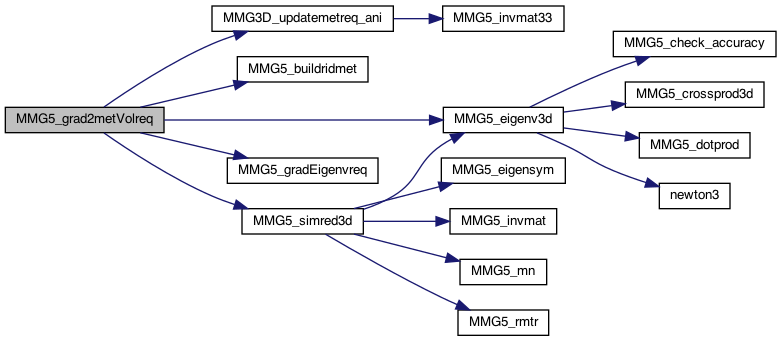 MMG5_grad2metVolreq
MMG3D_updatemetreq_ani
MMG5_buildridmet
MMG5_gradEigenvreq
MMG5_simred3d
MMG5_invmat33
MMG5_eigenv3d
MMG5_eigensym
MMG5_invmat
MMG5_mn
MMG5_rmtr
MMG5_check_accuracy
MMG5_crossprod3d
MMG5_dotprod
newton3